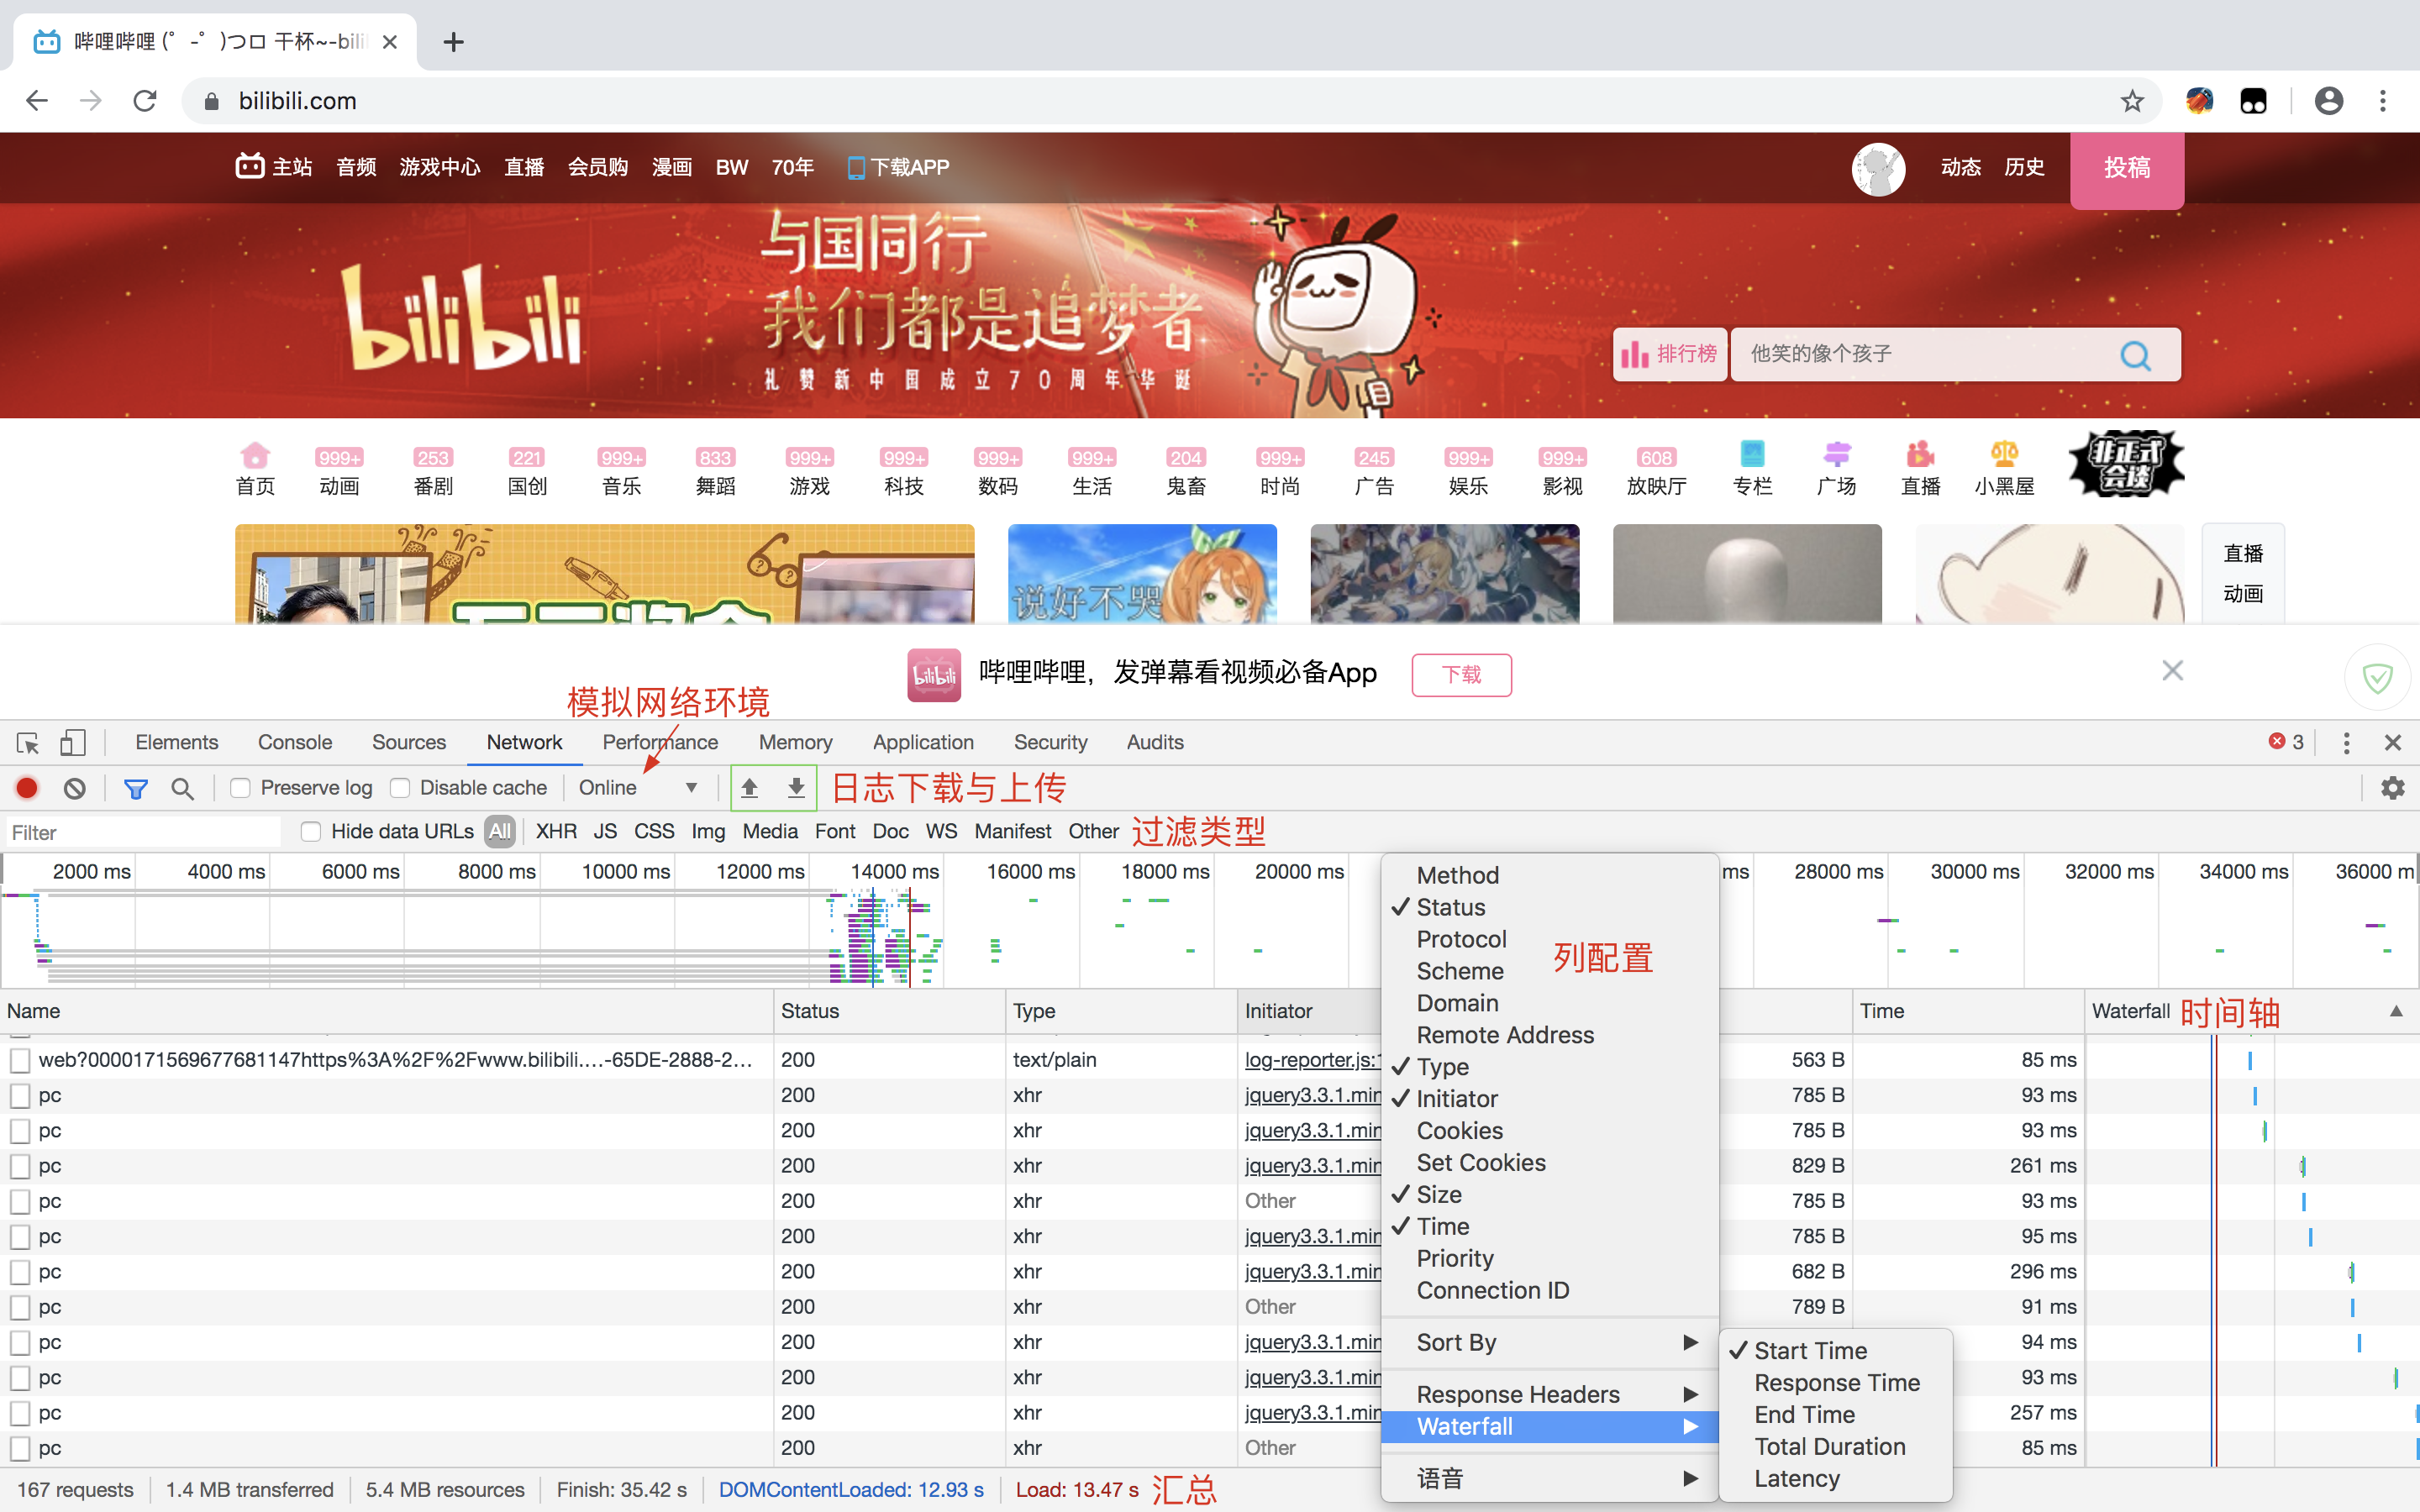 哔哩哔哩 (゜-゜)つロ 干杯~-bili
bilibili.com
主站 音频 游戏中心 直播 会员购 漫画 BW 70年 下载APP
动态 历史 投稿
bilibili
与国同行
我们都是追梦者
礼赞新中国成立70周年华诞
排行榜 他笑的像个孩子
999+ 253 221 999+ 833 999+ 999+ 999+ 999+ 204 999+ 245 999+ 999+ 608
首页 动画 番剧 国创 音乐 舞蹈 游戏 科技 数码 生活 鬼畜 时尚 广告 娱乐 影视 放映厅 专栏 广场 直播 小黑屋
非正式
会谈
说好不哭
直播
动画
bilibili 哔哩哔哩，发弹幕看视频必备App 下载
模拟网络环境
Elements Console Sources Network Performance Memory Application Security Audits 3
Preserve log Disable cache Online 日志下载与上传
Filter Hide data URLs All XHR JS CSS Img Media Font Doc WS Manifest Other 过滤类型
2000 ms 4000 ms 6000 ms 8000 ms 10000 ms 12000 ms 14000 ms 16000 ms 18000 ms 20000 ms ms 28000 ms 30000 ms 32000 ms 34000 ms 36000 m
Name Status Type Initiator Time Waterfall 时间轴
web?00001715696776811​47https%3A%2F%2Fwww.bilibili.…-65DE-2888-2… 200 text/plain log-reporter.js:1 563 B 85 ms
pc 200 xhr jquery3.3.1.min 785 B 93 ms
pc 200 xhr jquery3.3.1.min 785 B 93 ms
pc 200 xhr jquery3.3.1.min 829 B 261 ms
pc 200 xhr Other 785 B 93 ms
pc 200 xhr jquery3.3.1.min 785 B 95 ms
pc 200 xhr jquery3.3.1.min 682 B 296 ms
pc 200 xhr Other 789 B 91 ms
pc 200 xhr jquery3.3.1.min 94 ms
pc 200 xhr jquery3.3.1.min 93 ms
pc 200 xhr jquery3.3.1.min 257 ms
pc 200 xhr Other 85 ms
Method
Status
Protocol
列配置
Scheme
Domain
Remote Address
Type
Initiator
Cookies
Set Cookies
Size
Time
Priority
Connection ID
Sort By
Response Headers
Waterfall
语音
Start Time
Response Time
End Time
Total Duration
Latency
167 requests 1.4 MB transferred 5.4 MB resources Finish: 35.42 s DOMContentLoaded: 12.93 s Load: 13.47 s 汇总